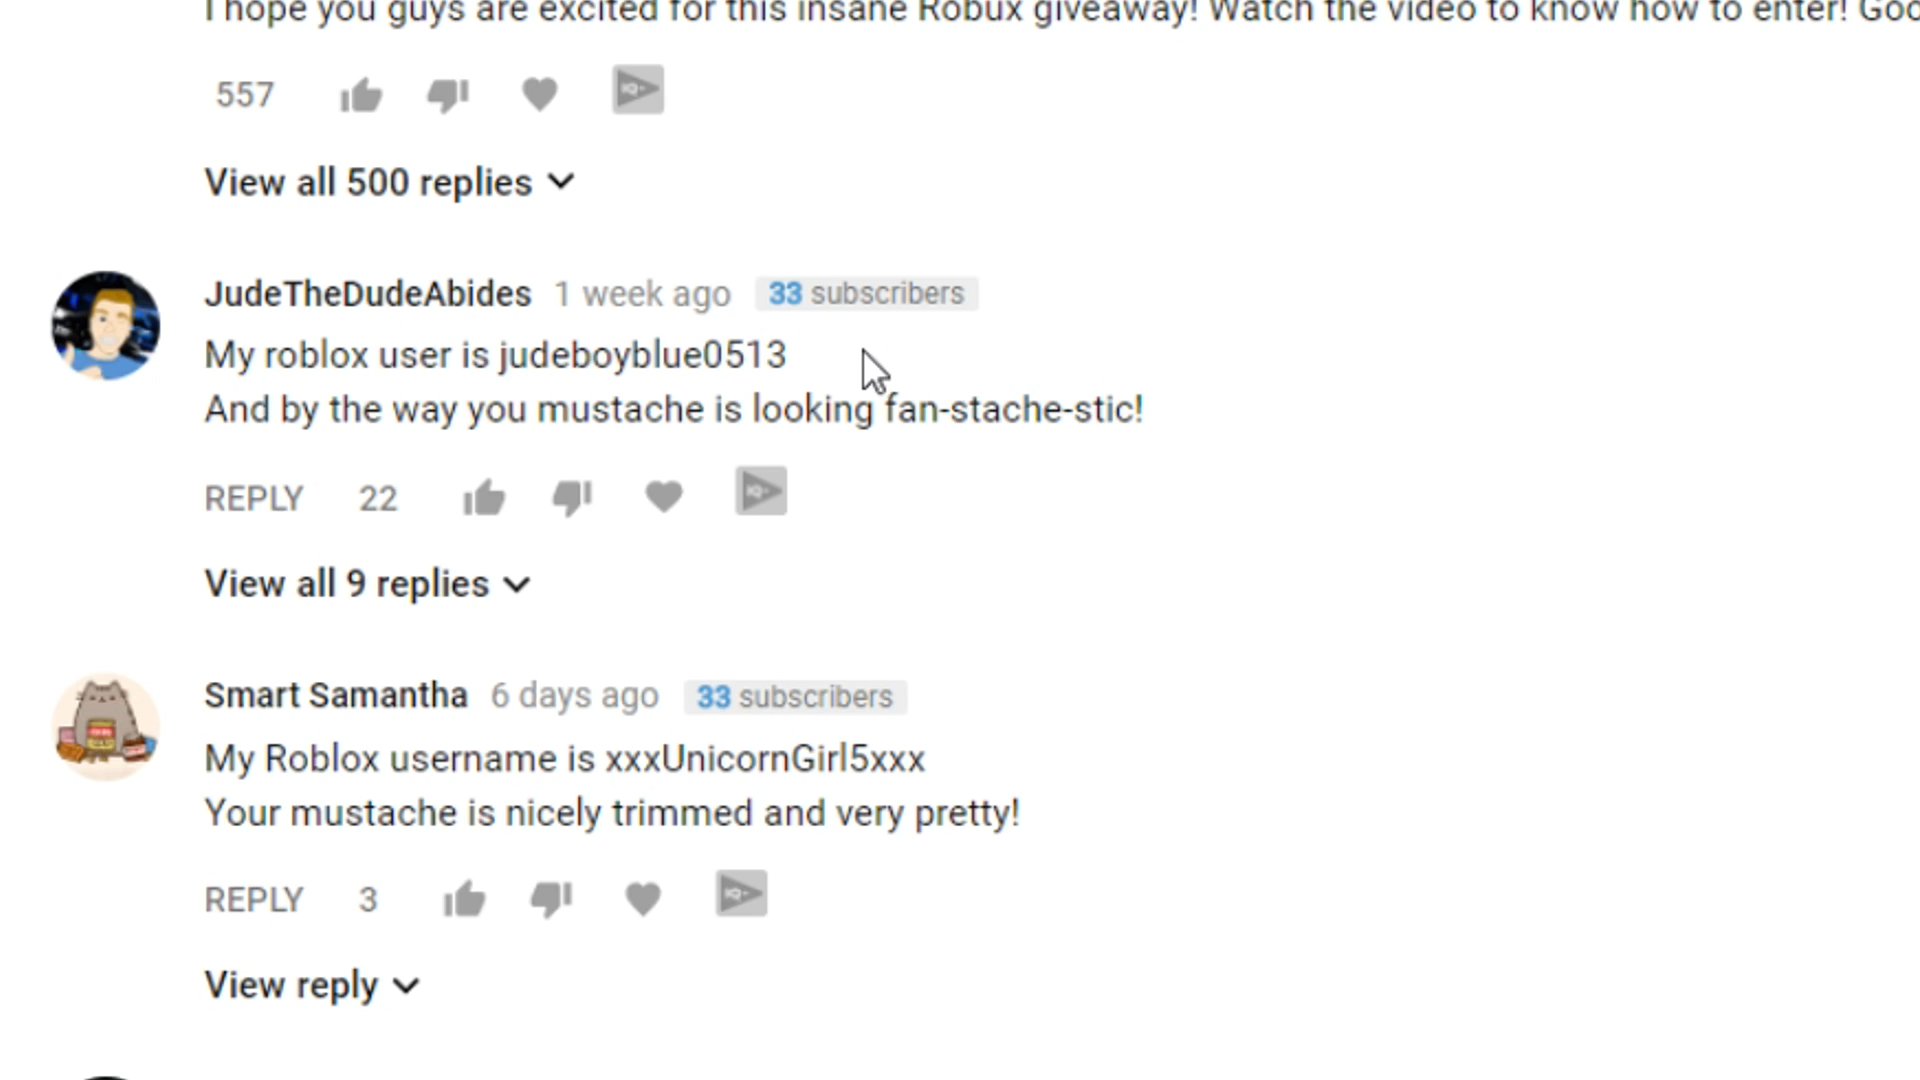 I hope you guys are excited for this insane Robux giveaway! Watch the video to know how to enter! Goo
557
View all 500 replies
JudeTheDudeAbides 1 week ago 33 subscribers
My roblox user is judeboyblue0513
And by the way you mustache is looking fan-stache-stic!
REPLY 22
View all 9 replies
Smart Samantha 6 days ago 33 subscribers
My Roblox username is xxxUnicornGirl5xxx
Your mustache is nicely trimmed and very pretty!
REPLY 3
View reply